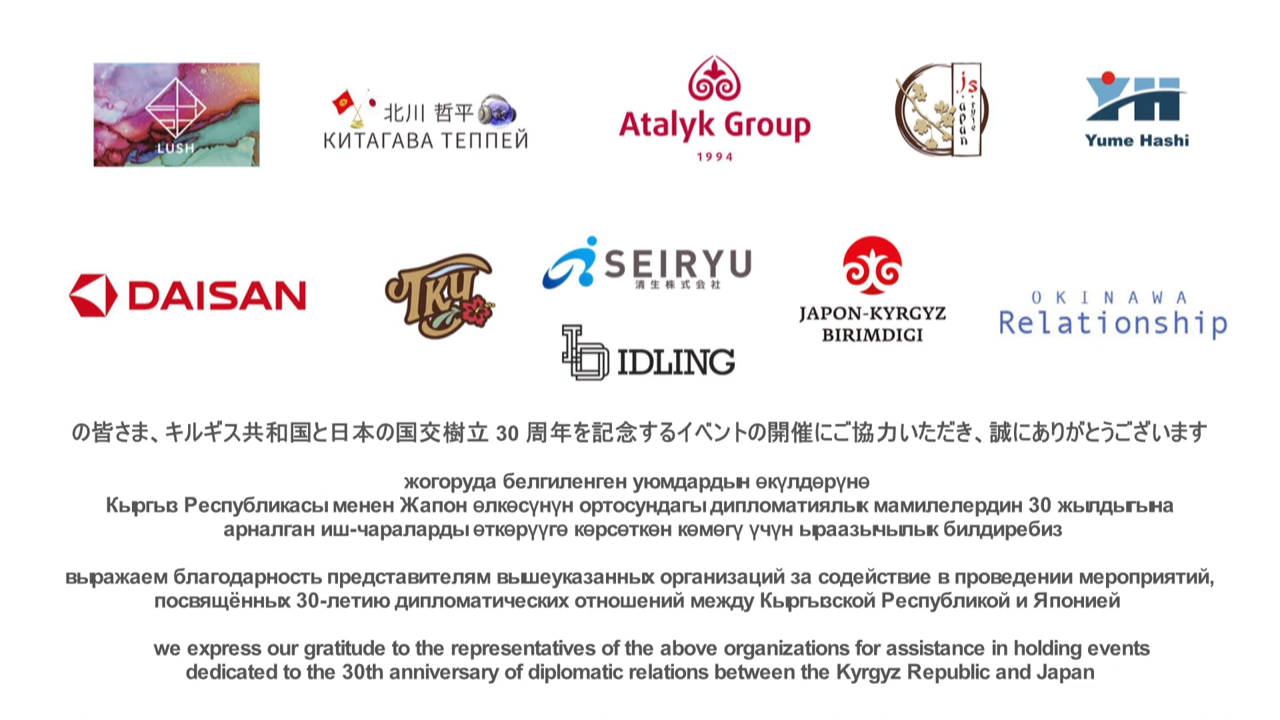 LUSH
北川 哲平
КИТАГАВА ТЕППЕЙ
Atalyk Group
1994
js.style
.japan
YH
Yume Hashi
DAISAN
TKY
SEIRYU
清生株式会社
ID IDLING
JAPON-KYRGYZ
BIRIMDIGI
OKINAWA
Relationship
の皆さま、キルギス共和国と日本の国交樹立 30 周年を記念するイベントの開催にご協力いただき、誠にありがとうございます
жогоруда белгиленген уюмдардын өкүлдөрүнө
Кыргыз Республикасы менен Жапон өлкөсүнүн ортосундагы дипломатиялык мамилелердин 30 жылдыгына
арналган иш-чараларды өткөрүүгө көрсөткөн көмөгү үчүн ыраазычылык билдиребиз
выражаем благодарность представителям вышеуказанных организаций за содействие в проведении мероприятий,
посвящённых 30-летию дипломатических отношений между Кыргызской Республикой и Японией
we express our gratitude to the representatives of the above organizations for assistance in holding events
dedicated to the 30th anniversary of diplomatic relations between the Kyrgyz Republic and Japan